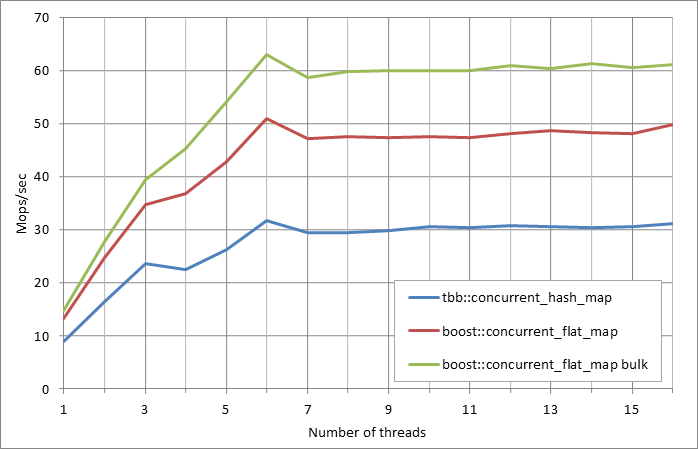 70
60
50
40
30
20
10
0
Mops/sec
tbb::concurrent_hash_map
boost::concurrent_flat_map
boost::concurrent_flat_map bulk
1 3 5 7 9 11 13 15
Number of threads